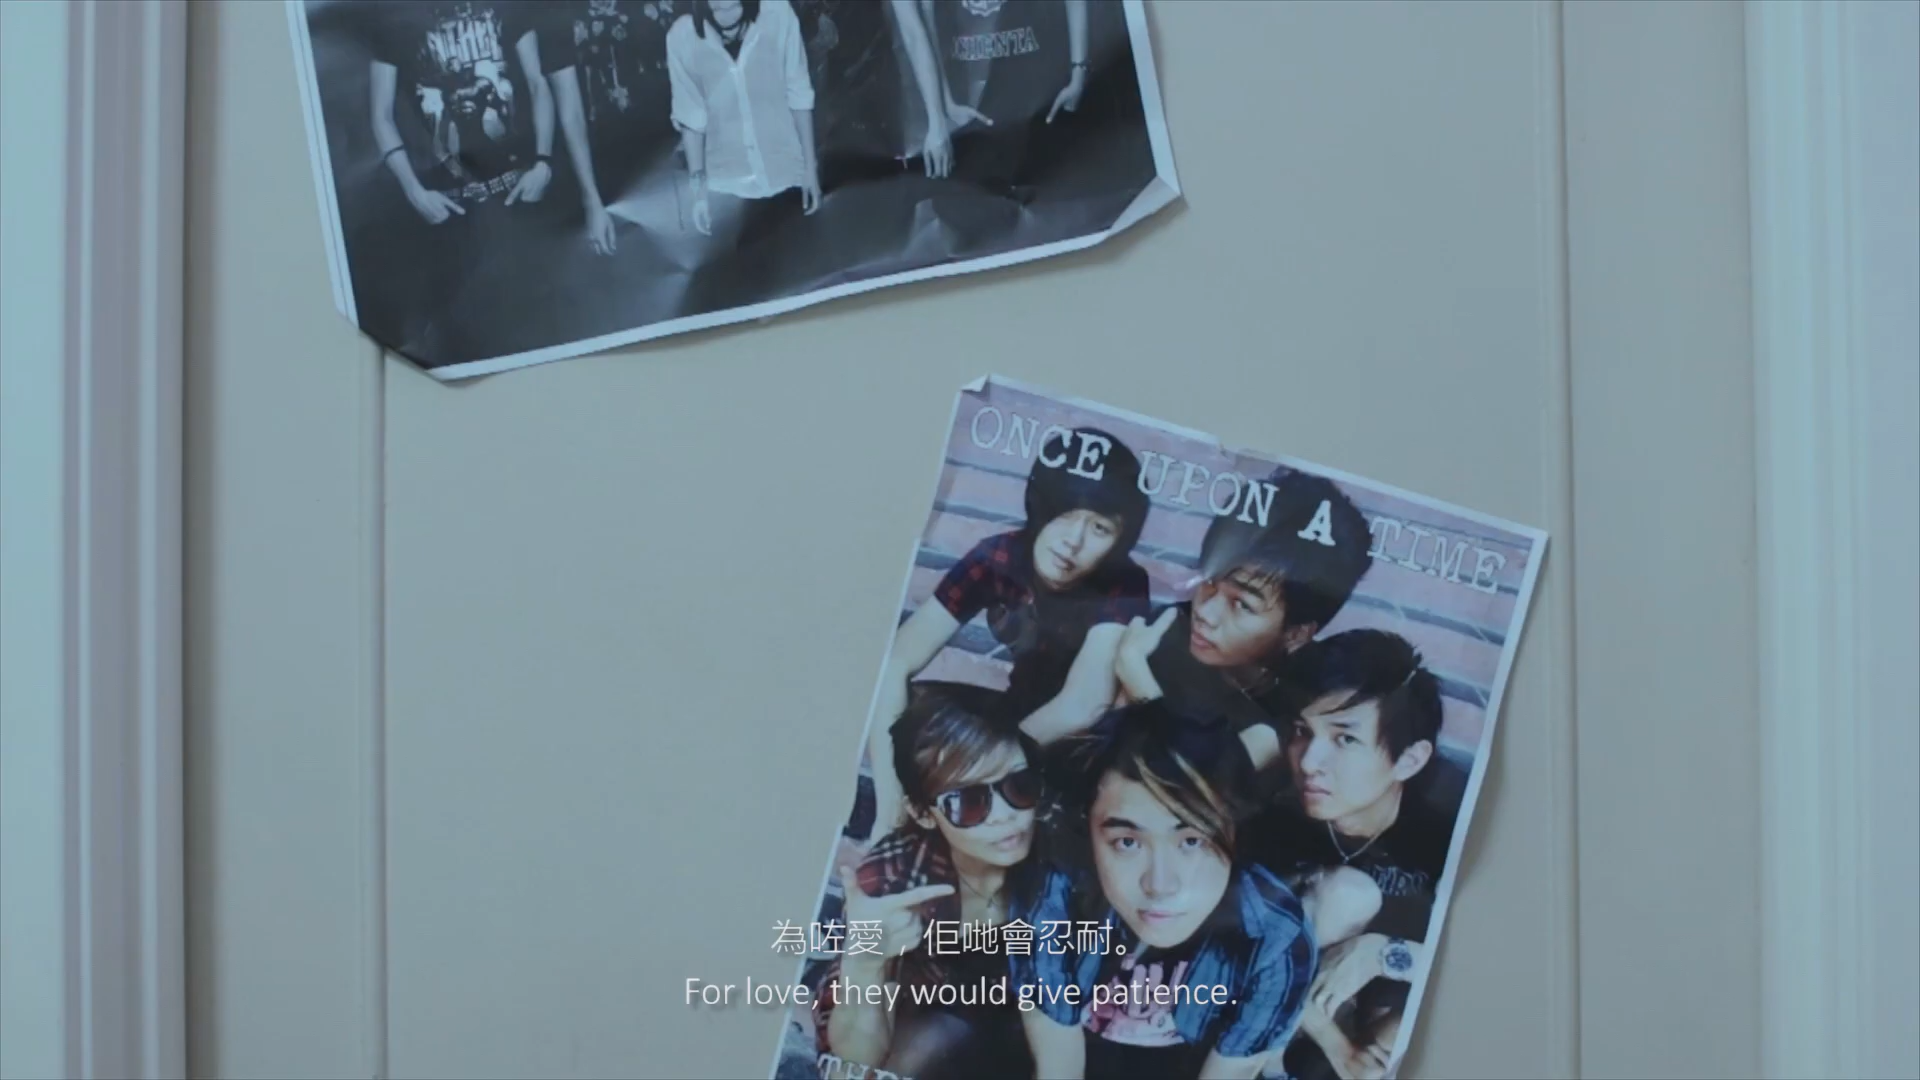 ONCE UPON A TIME
為咗愛，佢哋會忍耐。
For love, they would give patience.